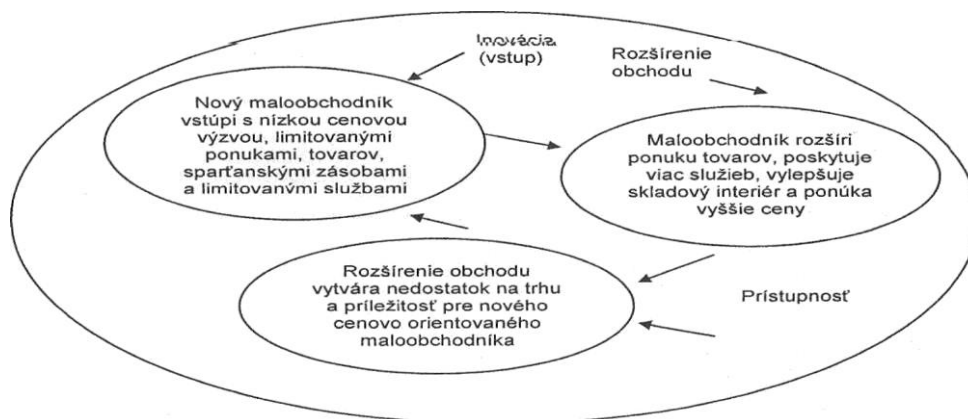 Inovácia
(vstup)
Rozšírenie
obchodu
Nový maloobchodník
vstúpi s nízkou cenovou
výzvou, limitovanými
ponukami, tovarov,
sparťanskými zásobami
a limitovanými službami
Maloobchodník rozšíri
ponuku tovarov, poskytuje
viac služieb, vylepšuje
skladový interiér a ponúka
vyššie ceny
Rozšírenie obchodu
vytvára nedostatok na trhu
a príležitosť pre nového
cenovo orientovaného
maloobchodníka
Prístupnosť